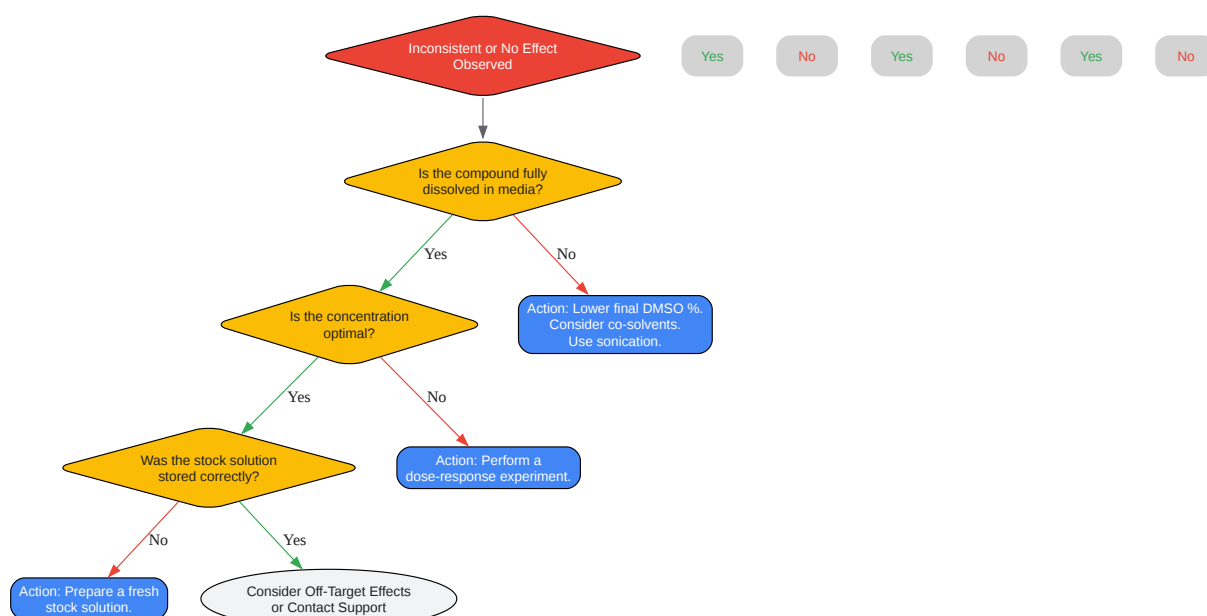 Inconsistent or No Effect
Observed
Yes
No
Yes
No
Yes
No
Is the compound fully
dissolved in media?
Yes
No
Is the concentration
optimal?
Action: Lower final DMSO %.
Consider co-solvents.
Use sonication.
Yes
No
Was the stock solution
stored correctly?
Action: Perform a
dose-response experiment.
No
Yes
Action: Prepare a fresh
stock solution.
Consider Off-Target Effects
or Contact Support